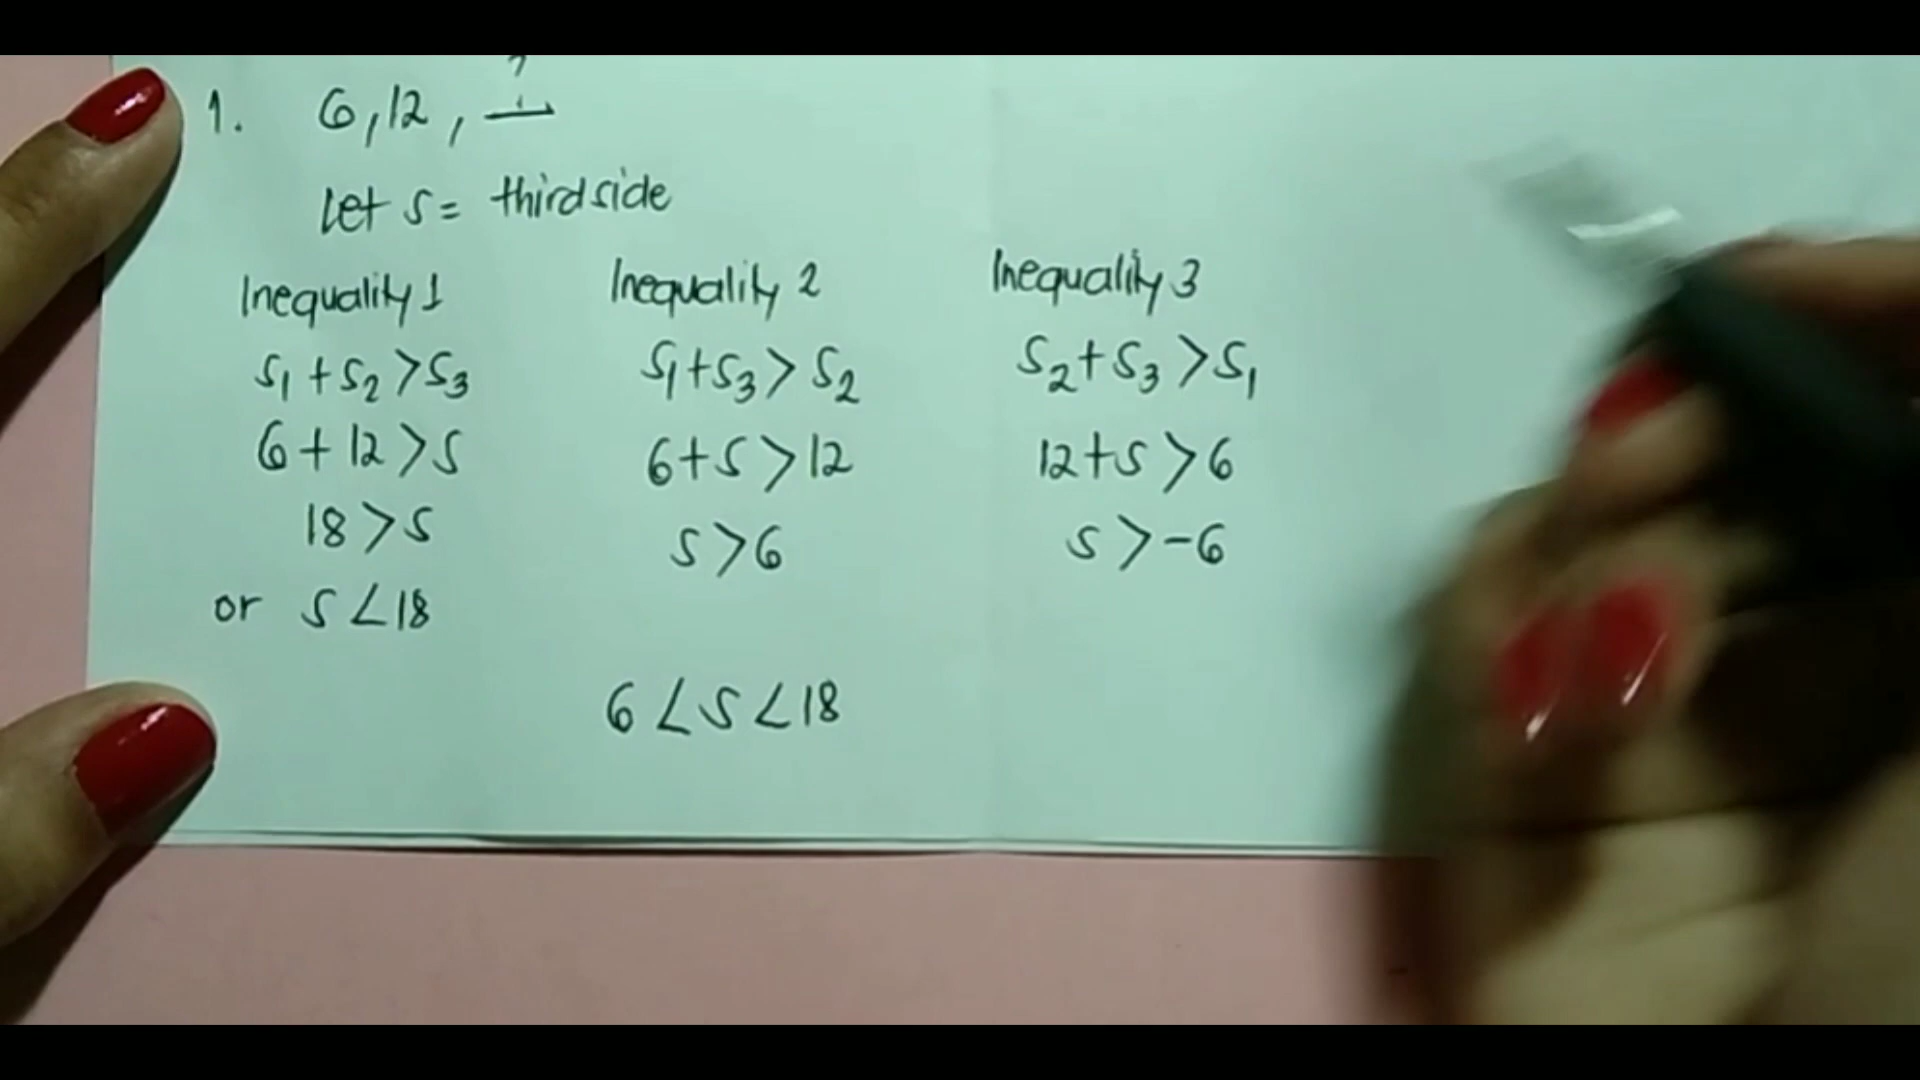 1. 6, 12, ?
Let s = third side
Inequality 1 Inequality 2 Inequality 3
S₁ + S₂ > S₃ S₁ + S₃ > S₂ S₂ + S₃ > S₁
6 + 12 > s 6 + s > 12 12 + s > 6
18 > s s > 6 s > -6
or s < 18
6 < s < 18